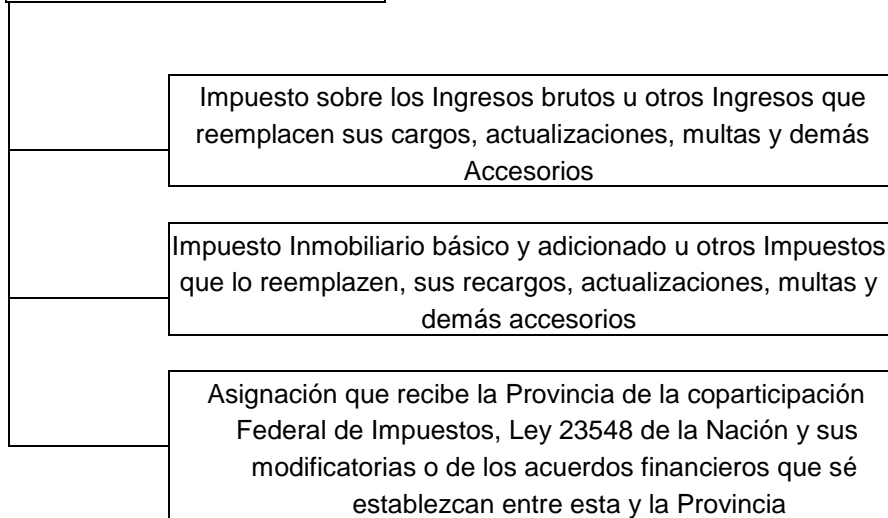 Impuesto sobre los Ingresos brutos u otros Ingresos que
reemplacen sus cargos, actualizaciones, multas y demás
Accesorios
Impuesto Inmobiliario básico y adicionado u otros Impuestos
que lo reemplazen, sus recargos, actualizaciones, multas y
demás accesorios
Asignación que recibe la Provincia de la coparticipación
Federal de Impuestos, Ley 23548 de la Nación y sus
modificatorias o de los acuerdos financieros que sé
establezcan entre esta y la Provincia